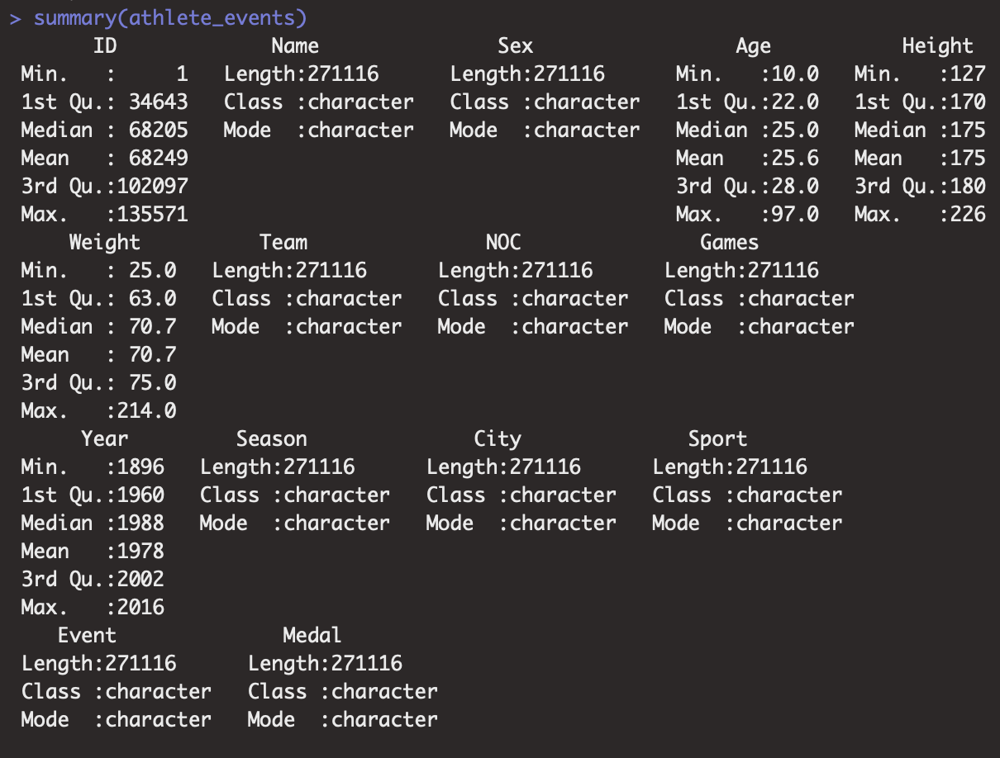 > summary(athlete_events)
       ID             Name               Sex                 Age           Height   
 Min.   :     1   Length:271116      Length:271116      Min.   :10.0   Min.   :127  
 1st Qu.: 34643   Class :character   Class :character   1st Qu.:22.0   1st Qu.:170  
 Median : 68205   Mode  :character   Mode  :character   Median :25.0   Median :175  
 Mean   : 68249                                         Mean   :25.6   Mean   :175  
 3rd Qu.:102097                                         3rd Qu.:28.0   3rd Qu.:180  
 Max.   :135571                                         Max.   :97.0   Max.   :226  
     Weight          Team               NOC               Games          
 Min.   : 25.0   Length:271116      Length:271116      Length:271116     
 1st Qu.: 63.0   Class :character   Class :character   Class :character  
 Median : 70.7   Mode  :character   Mode  :character   Mode  :character  
 Mean   : 70.7                                                           
 3rd Qu.: 75.0                                                           
 Max.   :214.0                                                           
      Year         Season              City              Sport          
 Min.   :1896   Length:271116      Length:271116      Length:271116     
 1st Qu.:1960   Class :character   Class :character   Class :character  
 Median :1988   Mode  :character   Mode  :character   Mode  :character  
 Mean   :1978                                                           
 3rd Qu.:2002                                                           
 Max.   :2016                                                           
    Event              Medal          
 Length:271116      Length:271116     
 Class :character   Class :character  
 Mode  :character   Mode  :character